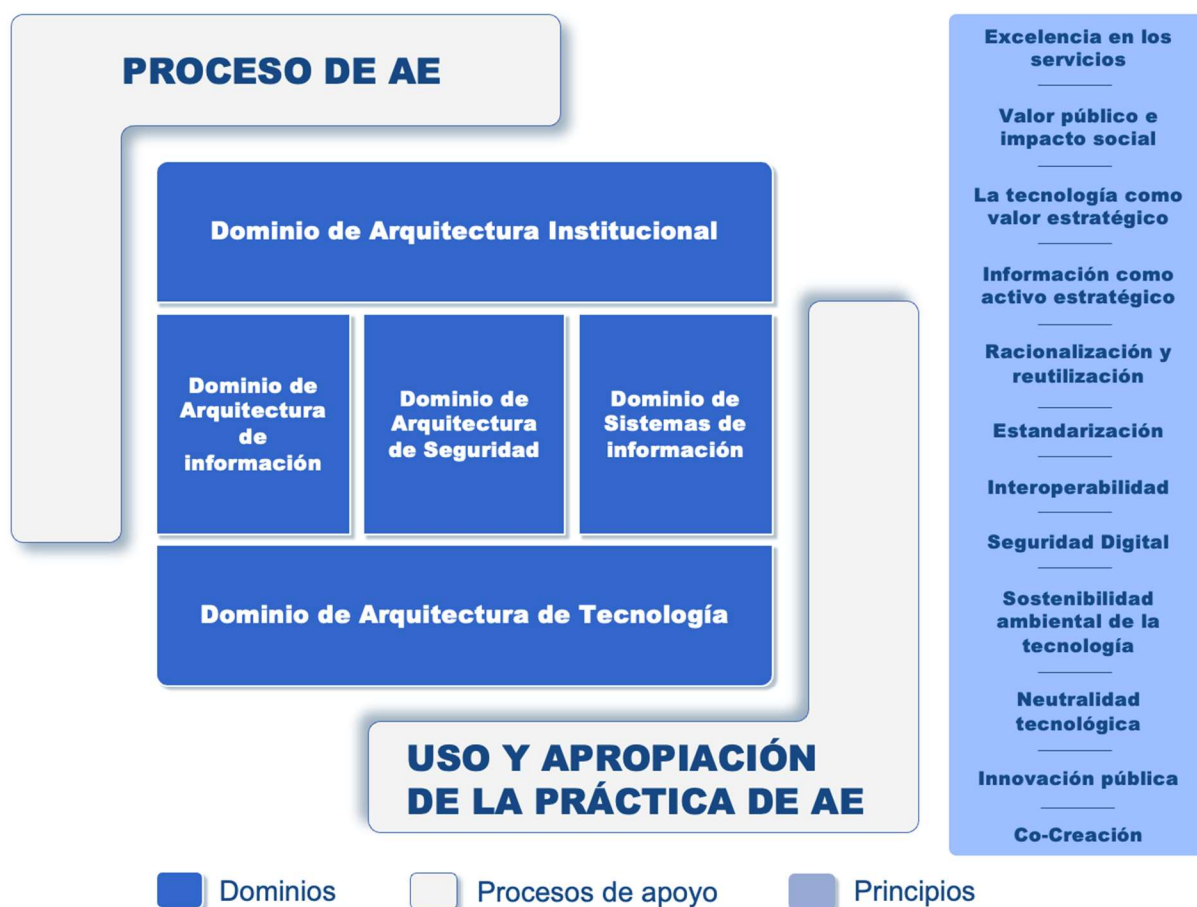 PROCESO DE AE
Dominio de Arquitectura Institucional
Dominio de
Arquitectura
de
información
Dominio de
Arquitectura
de Seguridad
Dominio de
Sistemas de
información
Dominio de Arquitectura de Tecnología
USO Y APROPIACIÓN
DE LA PRÁCTICA DE AE
Excelencia en los
servicios
Valor público e
impacto social
La tecnología como
valor estratégico
Información como
activo estratégico
Racionalización y
reutilización
Estandarización
Interoperabilidad
Seguridad Digital
Sostenibilidad
ambiental de la
tecnología
Neutralidad
tecnológica
Innovación pública
Co-Creación
Dominios
Procesos de apoyo
Principios